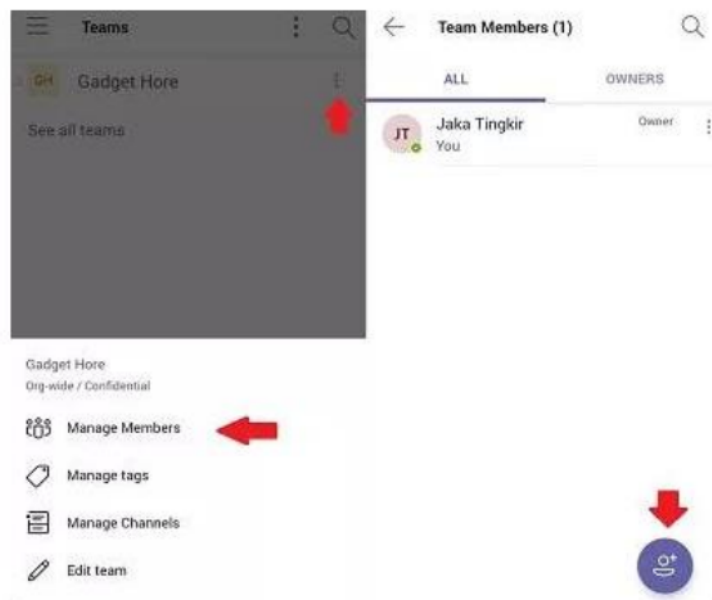 Teams
GH Gadget Hore
See all teams
Gadget Hore
Org-wide / Confidential
Manage Members
Manage tags
Manage Channels
Edit team
Team Members (1)
ALL OWNERS
JT Jaka Tingkir Owner
You